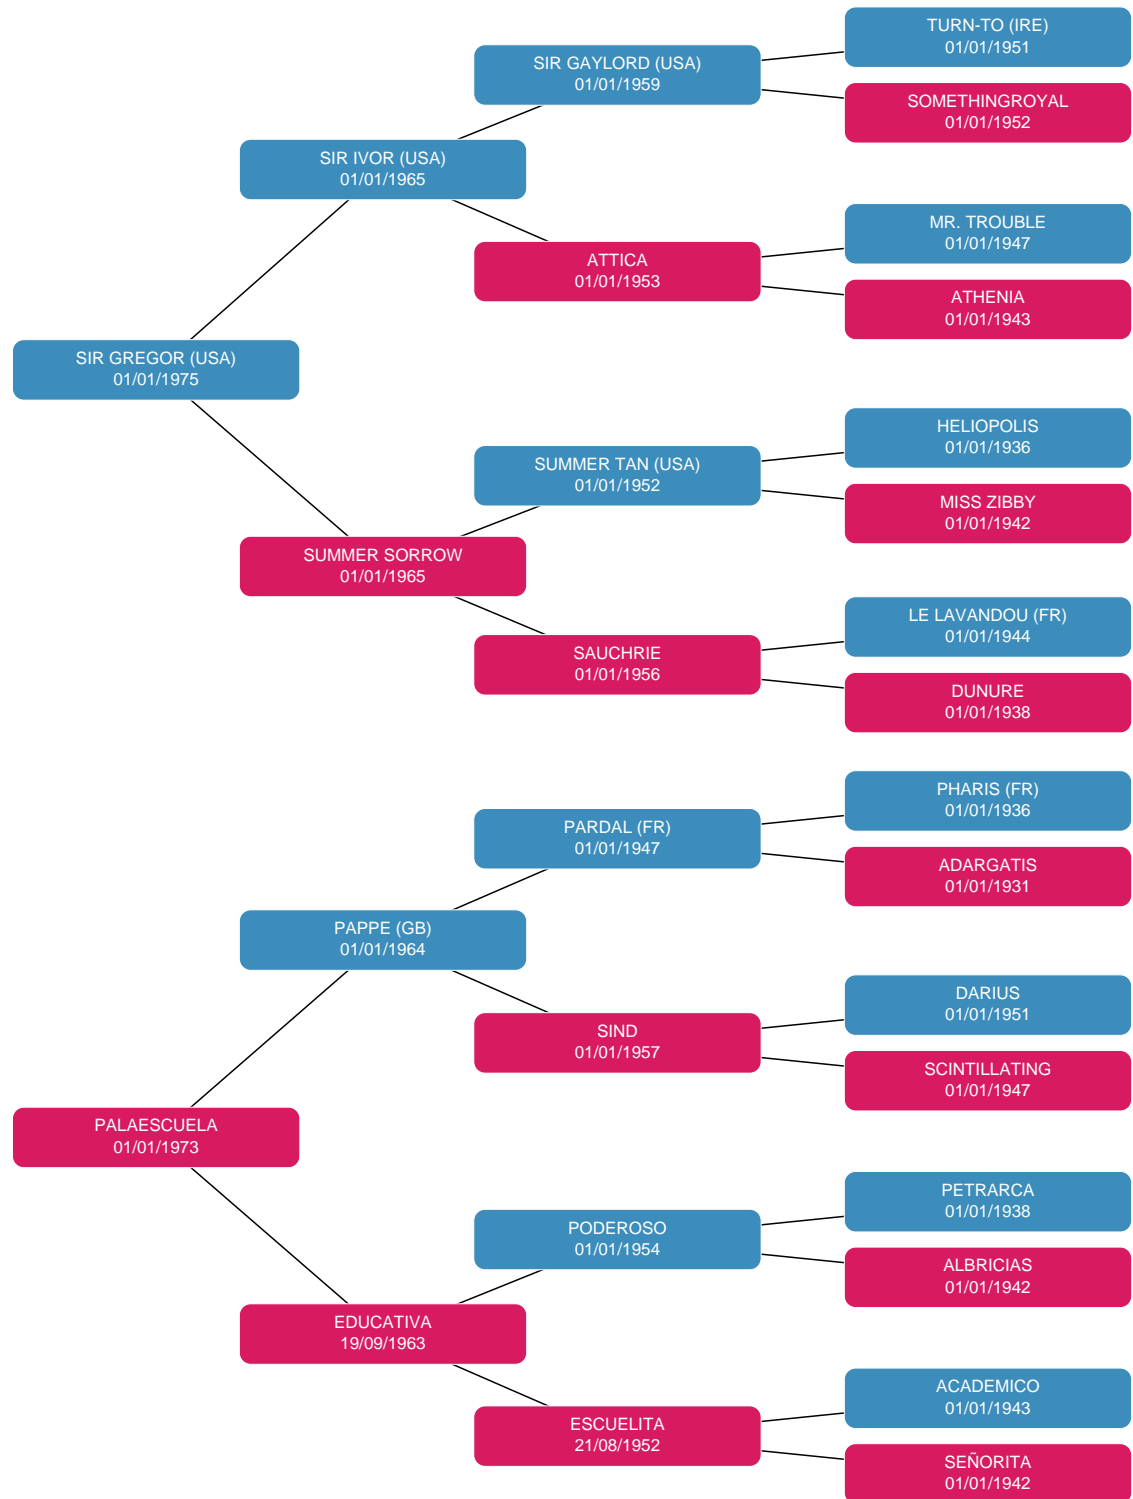 TURN-TO (IRE)
01/01/1951
SIR GAYLORD (USA)
01/01/1959
SOMETHINGROYAL
01/01/1952
SIR IVOR (USA)
01/01/1965
MR. TROUBLE
01/01/1947
ATTICA
01/01/1953
ATHENIA
01/01/1943
SIR GREGOR (USA)
01/01/1975
HELIOPOLIS
01/01/1936
SUMMER TAN (USA)
01/01/1952
MISS ZIBBY
01/01/1942
SUMMER SORROW
01/01/1965
LE LAVANDOU (FR)
01/01/1944
SAUCHRIE
01/01/1956
DUNURE
01/01/1938
PHARIS (FR)
01/01/1936
PARDAL (FR)
01/01/1947
ADARGATIS
01/01/1931
PAPPE (GB)
01/01/1964
DARIUS
01/01/1951
SIND
01/01/1957
SCINTILLATING
01/01/1947
PALAESCUELA
01/01/1973
PETRARCA
01/01/1938
PODEROSO
01/01/1954
ALBRICIAS
01/01/1942
EDUCATIVA
19/09/1963
ACADEMICO
01/01/1943
ESCUELITA
21/08/1952
SEÑORITA
01/01/1942